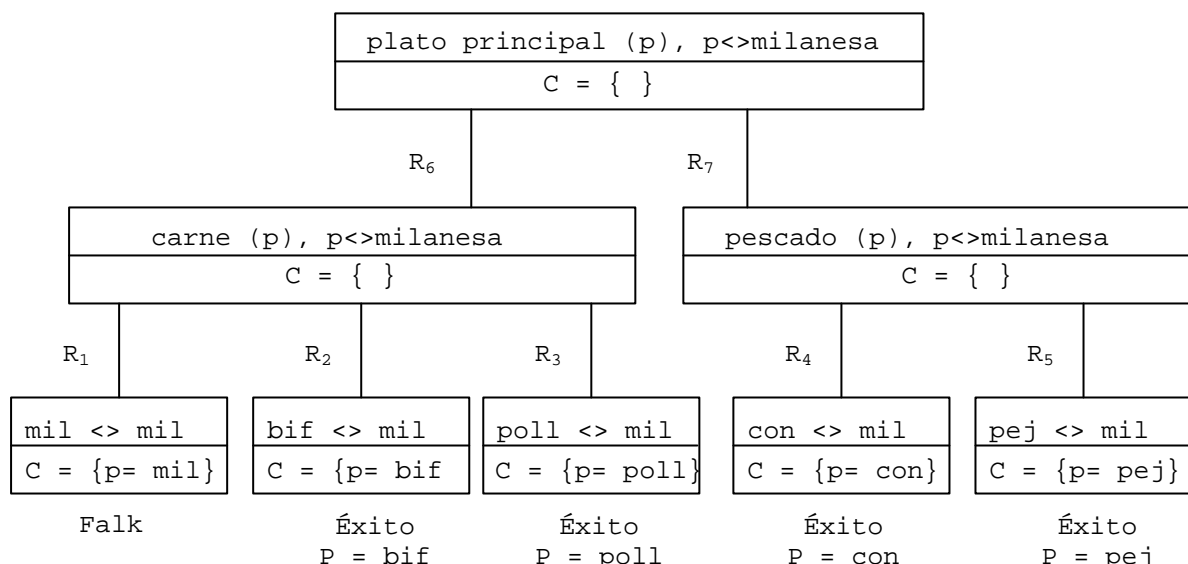 plato principal (p), p<>milanesa
C = { }
R6
R7
carne (p), p<>milanesa
C = { }
pescado (p), p<>milanesa
C = { }
R1
R2
R3
R4
R5
mil <> mil
C = {p= mil}
bif <> mil
C = {p= bif
poll <> mil
C = {p= poll}
con <> mil
C = {p= con}
pej <> mil
C = {p= pej}
Falk
Éxito
P = bif
Éxito
P = poll
Éxito
P = con
Éxito
P = pej